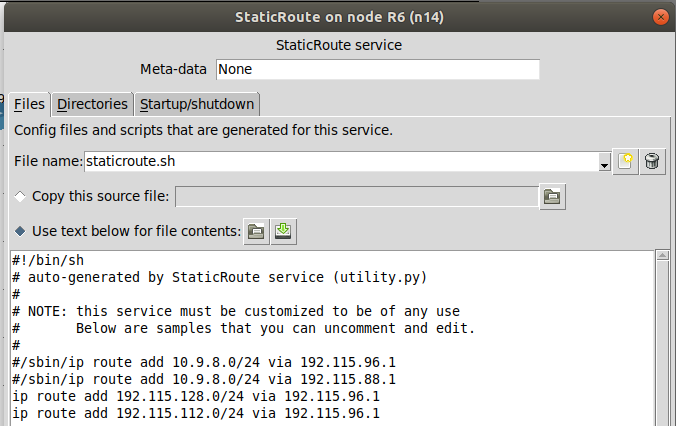 StaticRoute on node R6 (n14)
StaticRoute service
Meta-data None
Files Directories Startup/shutdown
Config files and scripts that are generated for this service.
File name: staticroute.sh
Copy this source file:
Use text below for file contents:
#!/bin/sh
# auto-generated by StaticRoute service (utility.py)
#
# NOTE: this service must be customized to be of any use
#       Below are samples that you can uncomment and edit.
#
#/sbin/ip route add 10.9.8.0/24 via 192.115.96.1
#/sbin/ip route add 10.9.8.0/24 via 192.115.88.1
ip route add 192.115.128.0/24 via 192.115.96.1
ip route add 192.115.112.0/24 via 192.115.96.1